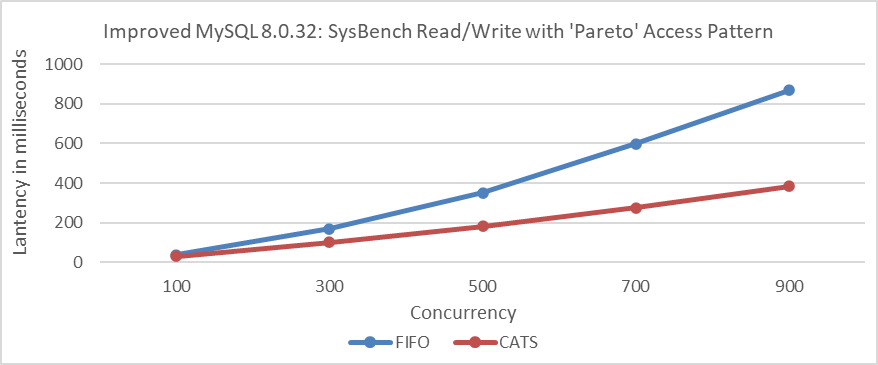 Improved MySQL 8.0.32: SysBench Read/Write with 'Pareto' Access Pattern
Lantency in milliseconds
1000
800
600
400
200
0
100 300 500 700 900
Concurrency
FIFO CATS